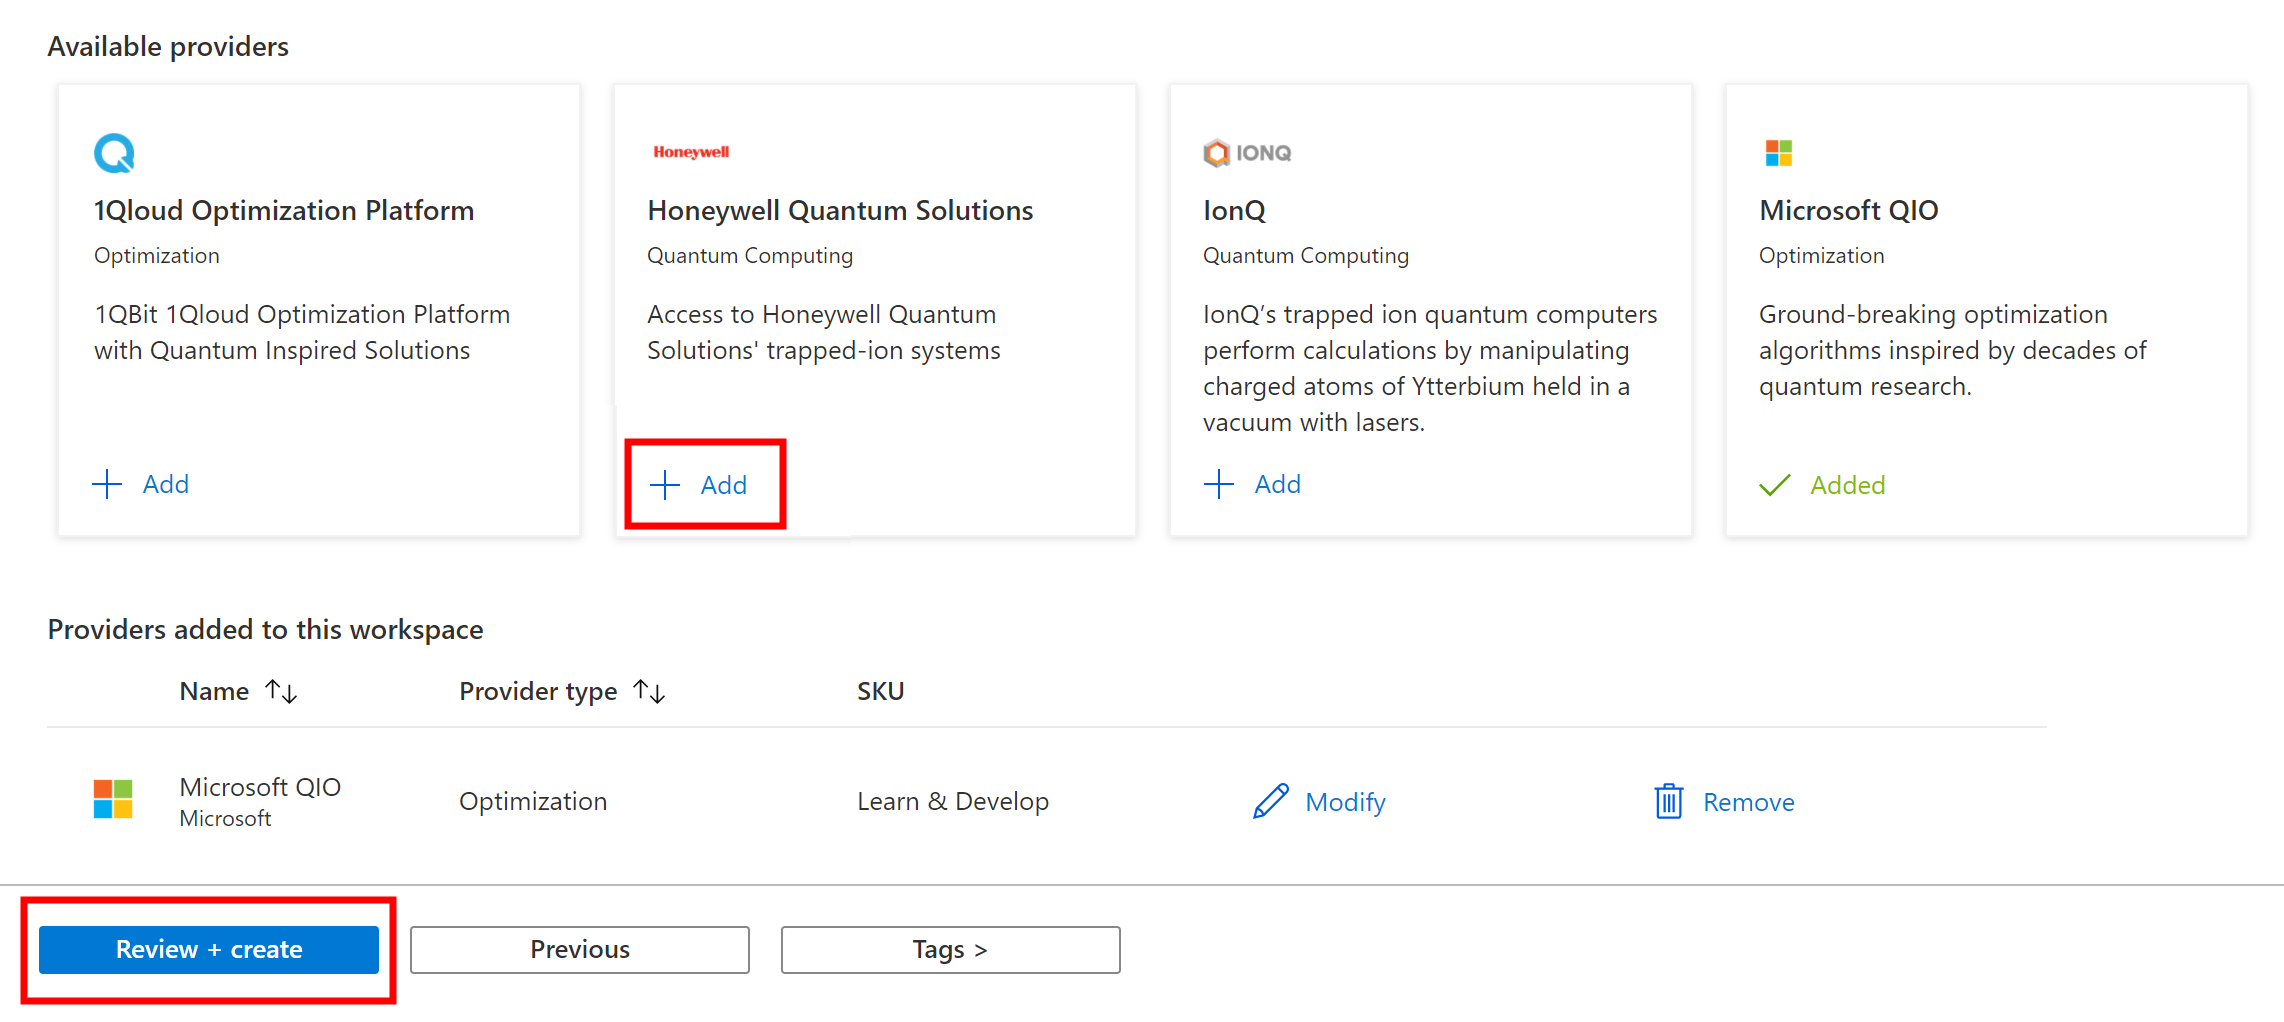 Available providers
Honeywell
IONQ
1Qloud Optimization Platform
Honeywell Quantum Solutions
IonQ
Microsoft QIO
Optimization
Quantum Computing
Quantum Computing
Optimization
1QBit 1Qloud Optimization Platform
with Quantum Inspired Solutions
Access to Honeywell Quantum
Solutions' trapped-ion systems
IonQ’s trapped ion quantum computers
perform calculations by manipulating
charged atoms of Ytterbium held in a
vacuum with lasers.
Ground-breaking optimization
algorithms inspired by decades of
quantum research.
Add
Add
Add
Added
Providers added to this workspace
Name ↑↓ Provider type ↑↓ SKU
Microsoft QIO
Microsoft
Optimization
Learn & Develop
Modify
Remove
Review + create
Previous
Tags >